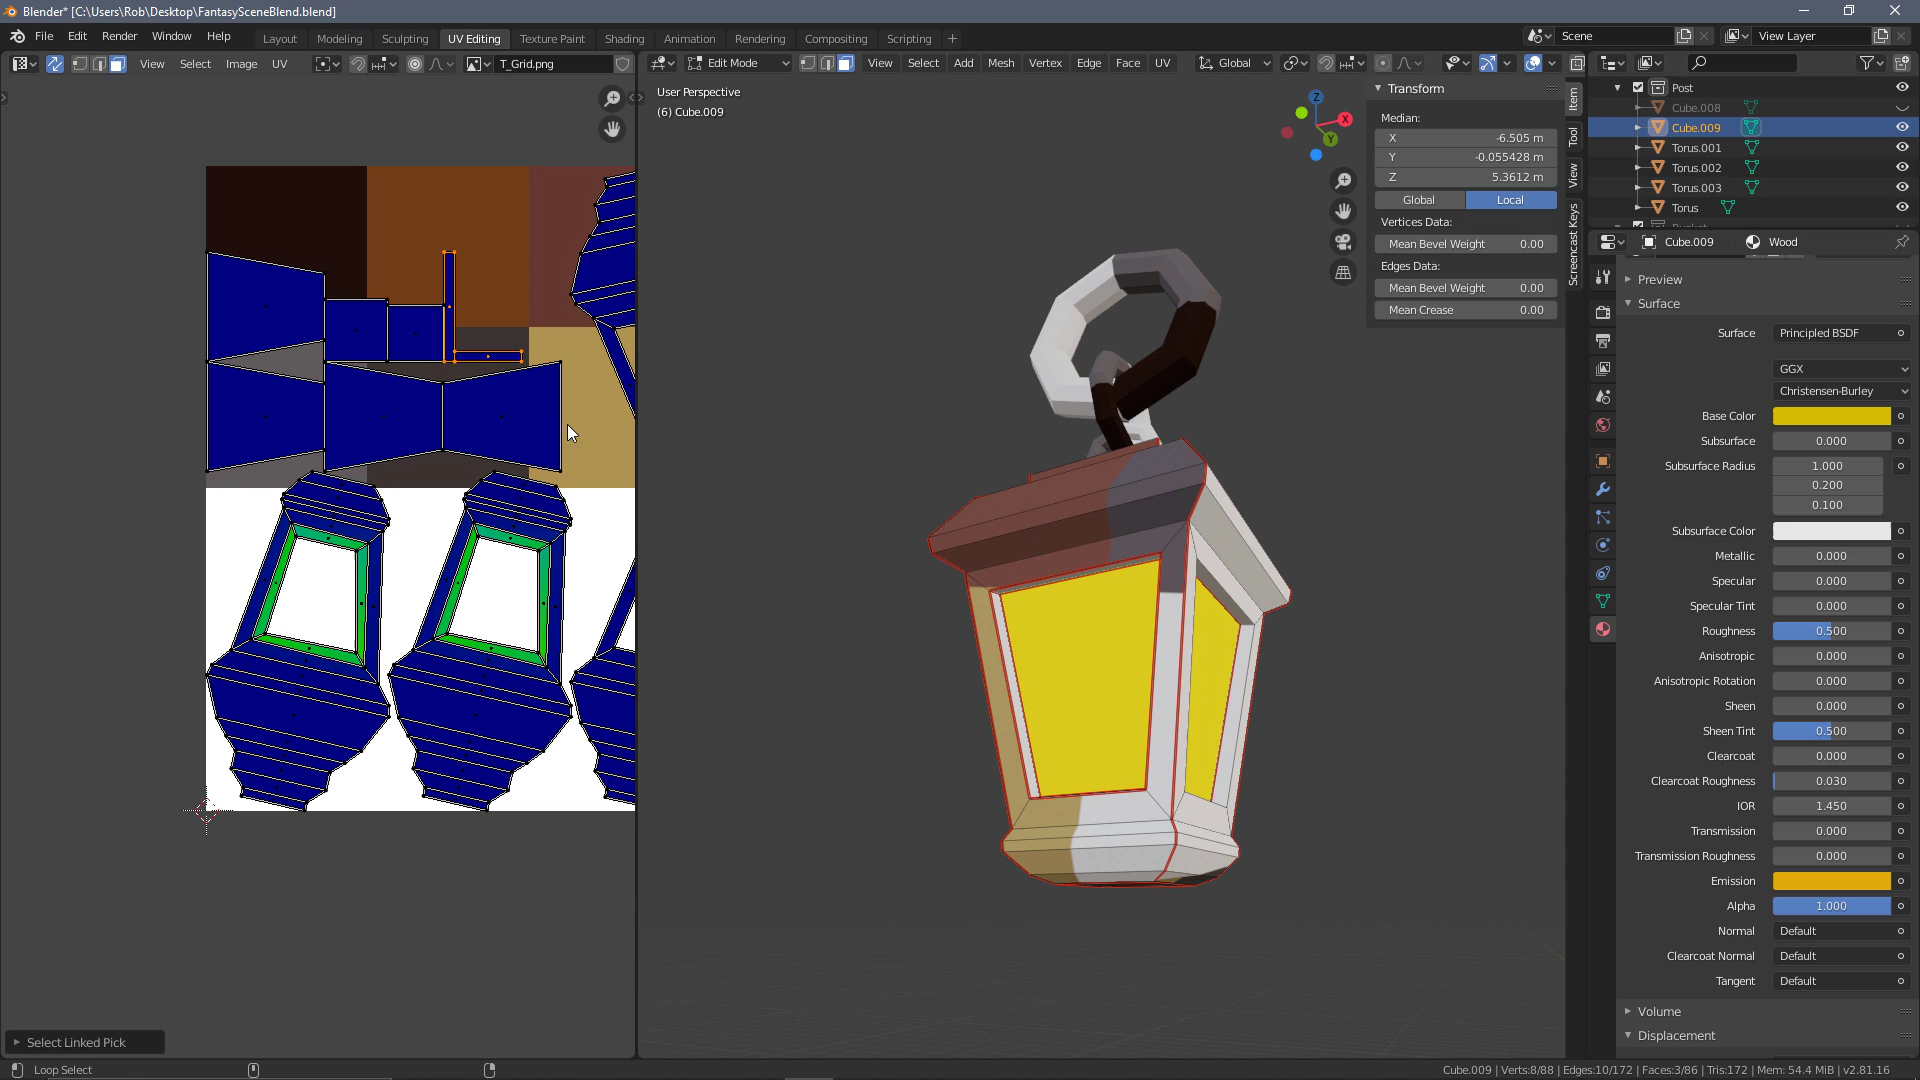 Blender* [C:\Users\Rob\Desktop\FantasySceneBlend.blend]
File Edit Render Window Help
Layout Modeling Sculpting UV Editing Texture Paint Shading Animation Rendering Compositing Scripting +
Scene
View Layer
View Select Image UV
T_Grid.png
Edit Mode
View Select Add Mesh Vertex Edge Face UV
Global
User Perspective
(6) Cube.009
Z
X
Y
Transform
Median:
X -6.505 m
Y -0.055428 m
Z 5.3612 m
Global Local
Vertices Data:
Mean Bevel Weight 0.00
Edges Data:
Mean Bevel Weight 0.00
Mean Crease 0.00
Item
Tool
View
Screencast Keys
Post
Cube.008
Cube.009
Torus.001
Torus.002
Torus.003
Torus
Cube.009
Wood
Preview
Surface
Surface Principled BSDF
GGX
Christensen-Burley
Base Color
Subsurface 0.000
Subsurface Radius 1.000
0.200
0.100
Subsurface Color
Metallic 0.000
Specular 0.000
Specular Tint 0.000
Roughness 0.500
Anisotropic 0.000
Anisotropic Rotation 0.000
Sheen 0.000
Sheen Tint 0.500
Clearcoat 0.000
Clearcoat Roughness 0.030
IOR 1.450
Transmission 0.000
Transmission Roughness 0.000
Emission
Alpha 1.000
Normal Default
Clearcoat Normal Default
Tangent Default
Volume
Displacement
Select Linked Pick
Loop Select
Cube.009 | Verts:8/88 | Edges:10/172 | Faces:3/86 | Tris:172 | Mem: 54.4 MiB | v2.81.16